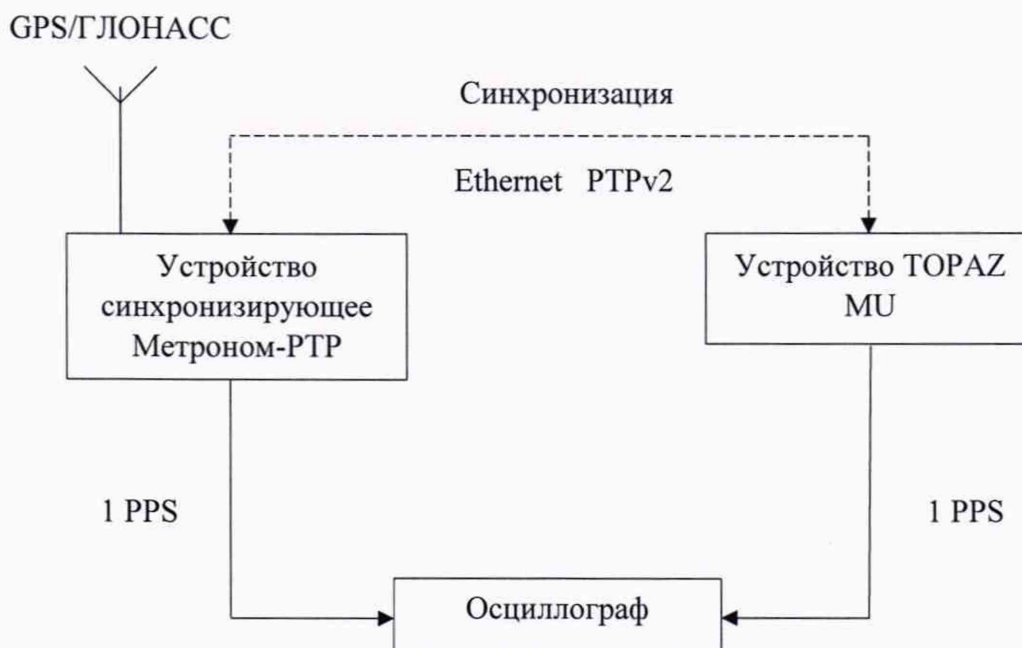 GPS/ГЛОНАСС
Синхронизация
Ethernet PTPv2
Устройство
синхронизирующее
Метроном-PTP
Устройство TOPAZ
MU
1 PPS
1 PPS
Осциллограф